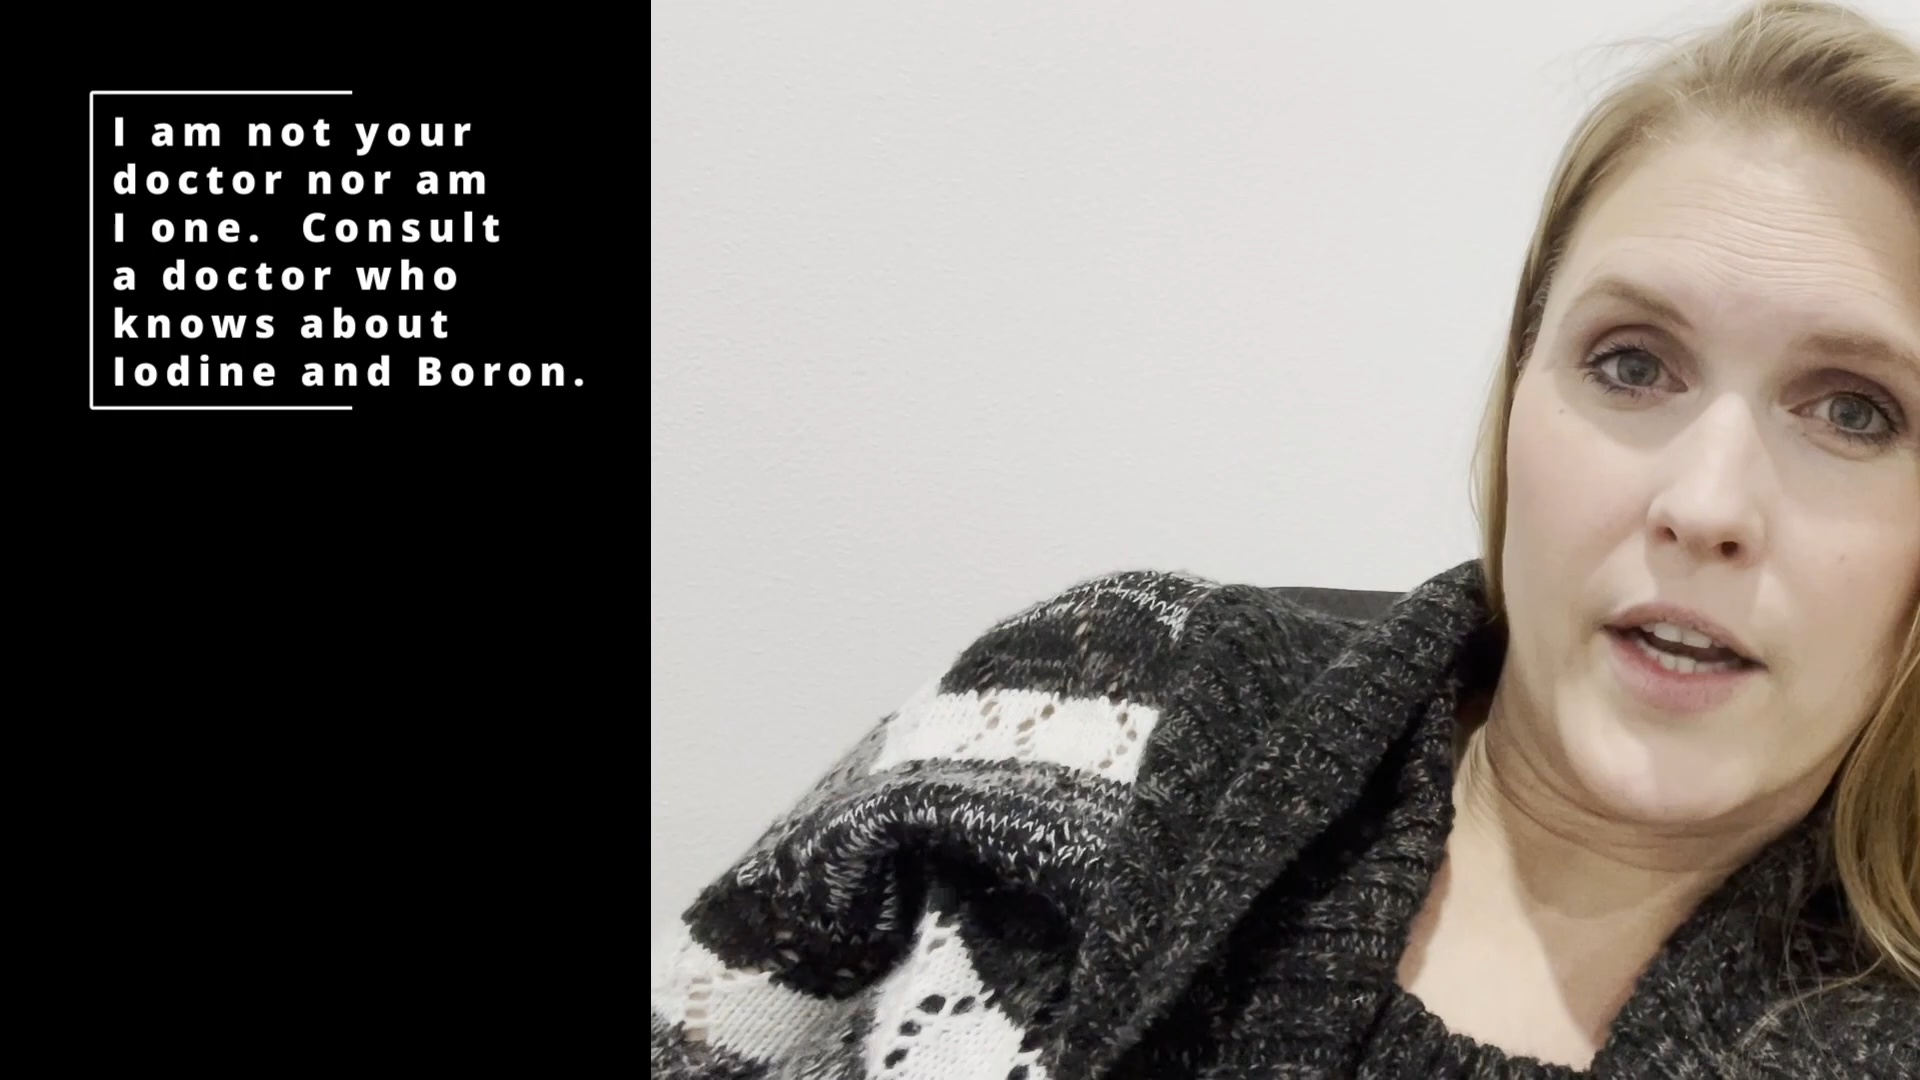 I am not your
doctor nor am
I one.  Consult
a doctor who
knows about
Iodine and Boron.